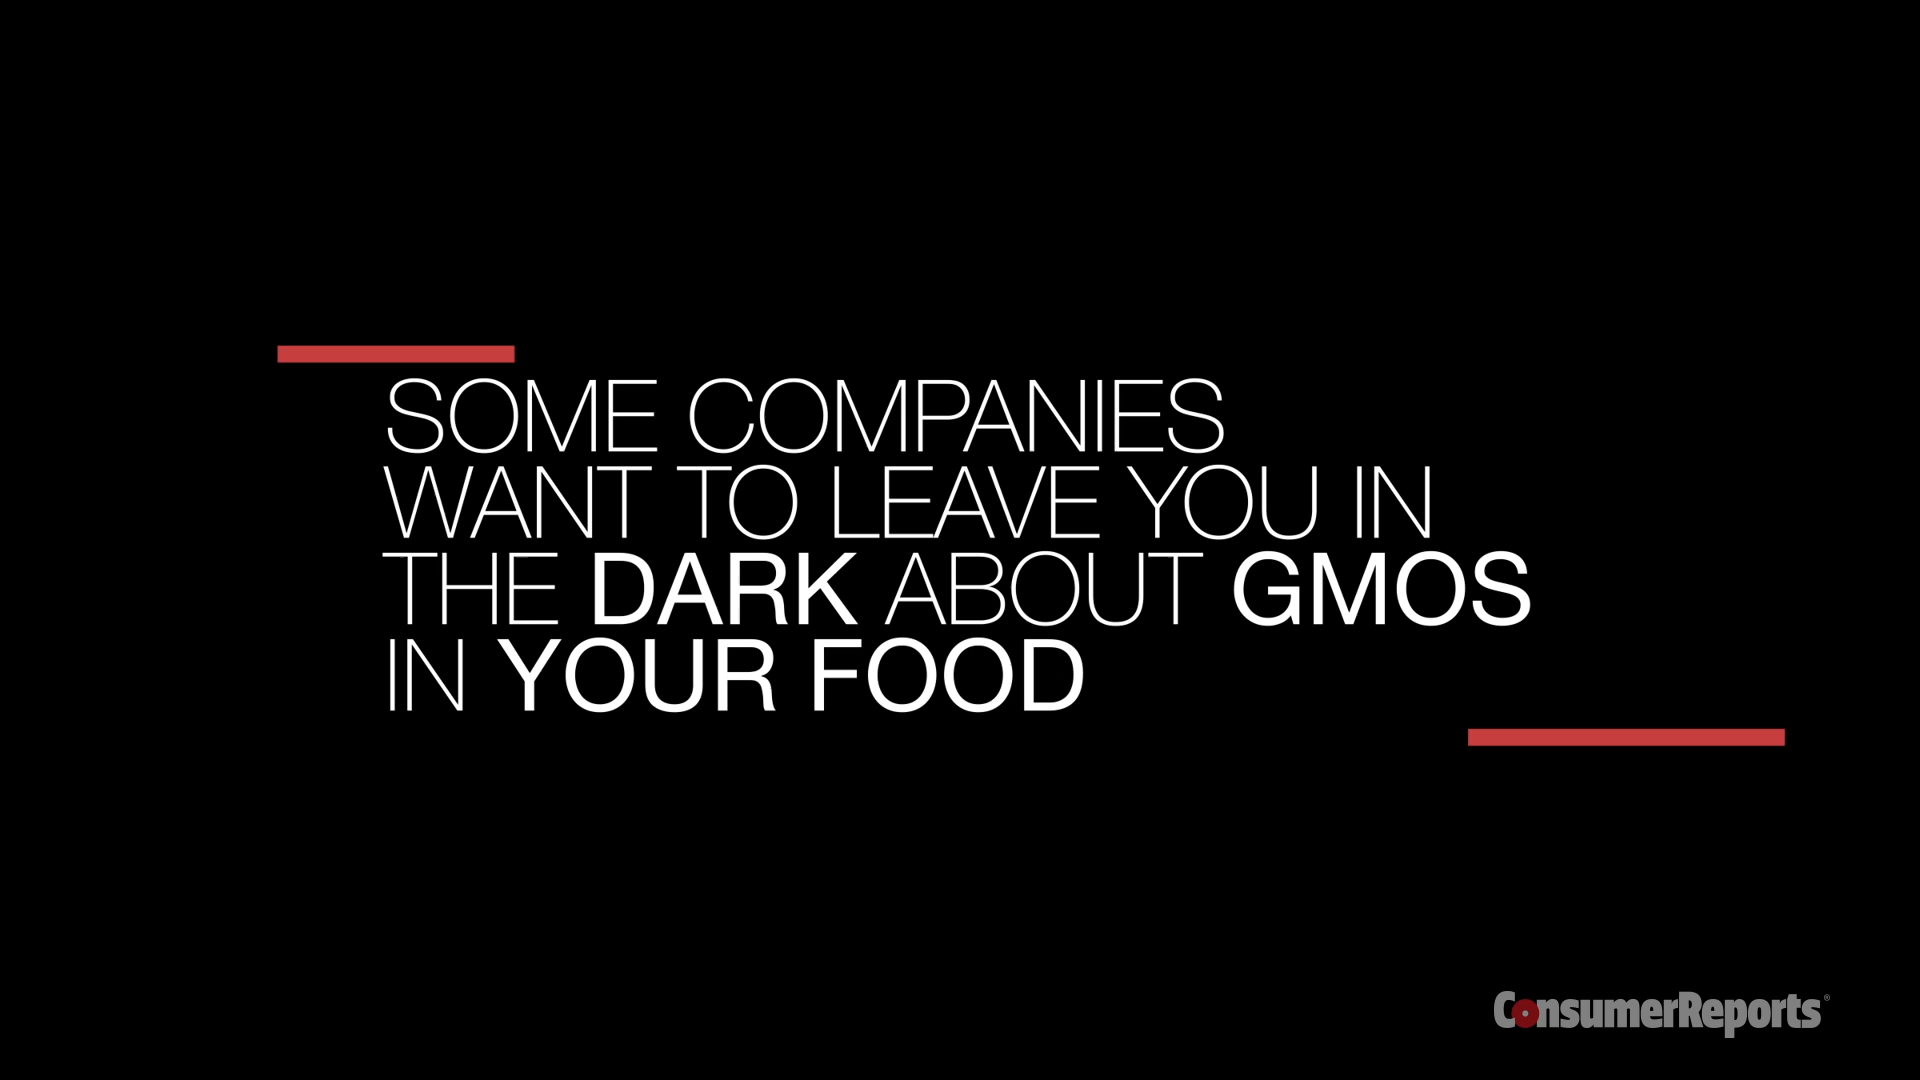 SOME COMPANIES
WANT TO LEAVE YOU IN
THE DARK ABOUT GMOS
IN YOUR FOOD
ConsumerReports®